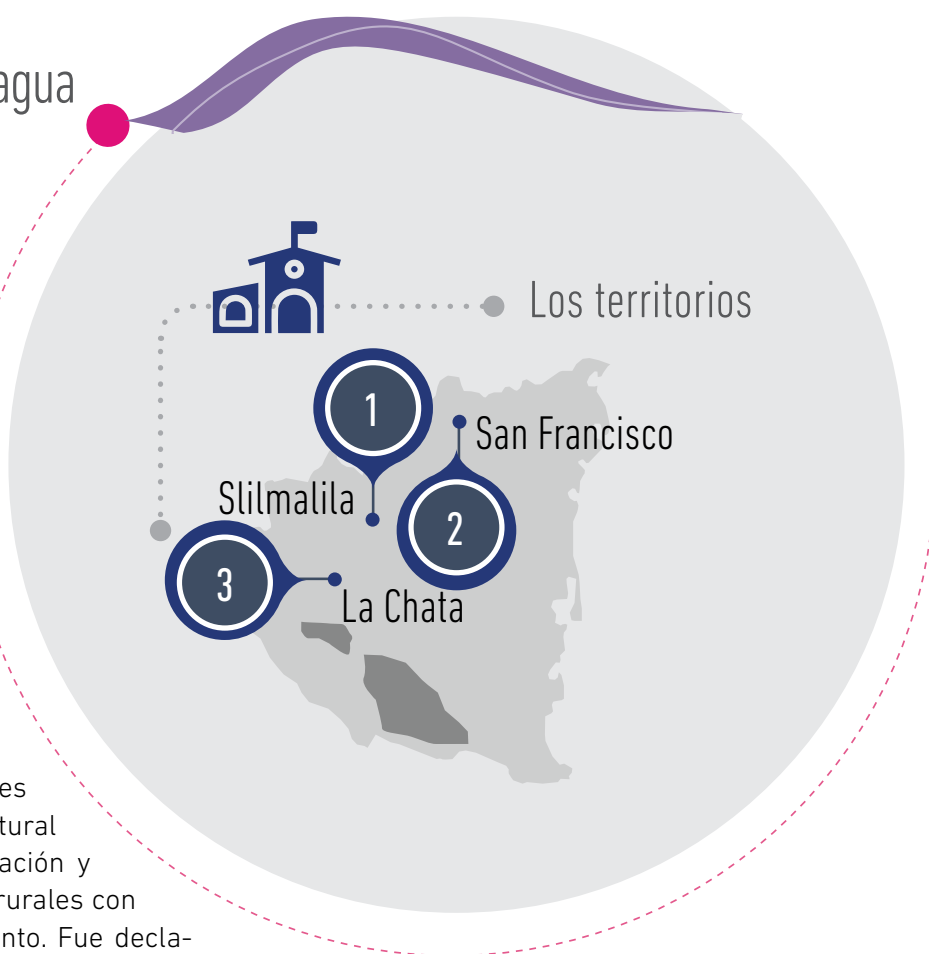 agua
Los territorios
1
San Francisco
Slilmalila
2
3
La Chata
es
tural
ación y
rurales con
nto. Fue decla-